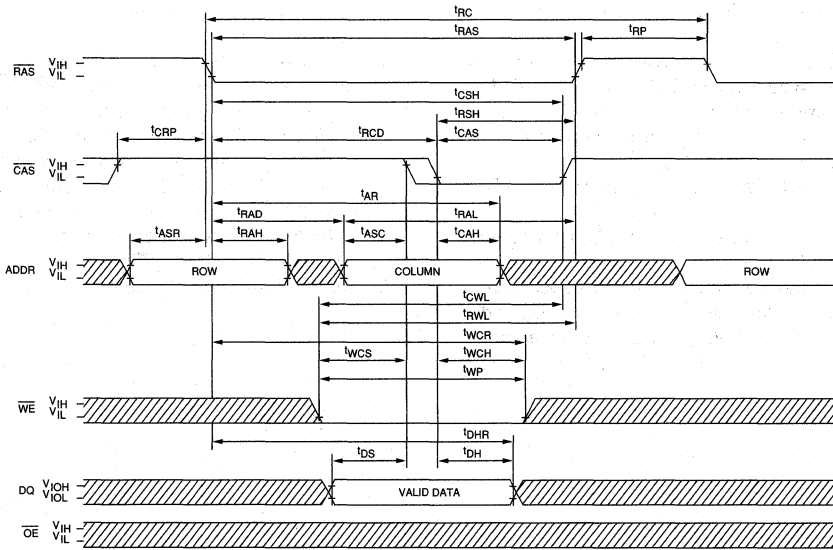 tRC
tRAS
tRP
RAS VIH
VIL
tCSH
tRSH
tCRP
tRCD
tCAS
CAS VIH
VIL
tAR
tRAD
tRAL
tASR
tRAH
tASC
tCAH
ADDR VIH
VIL
ROW
COLUMN
ROW
tCWL
tRWL
tWCR
tWCS
tWCH
tWP
WE VIH
VIL
tDHR
tDS
tDH
DQ VIOH
VIOL
VALID DATA
OE VIH
VIL